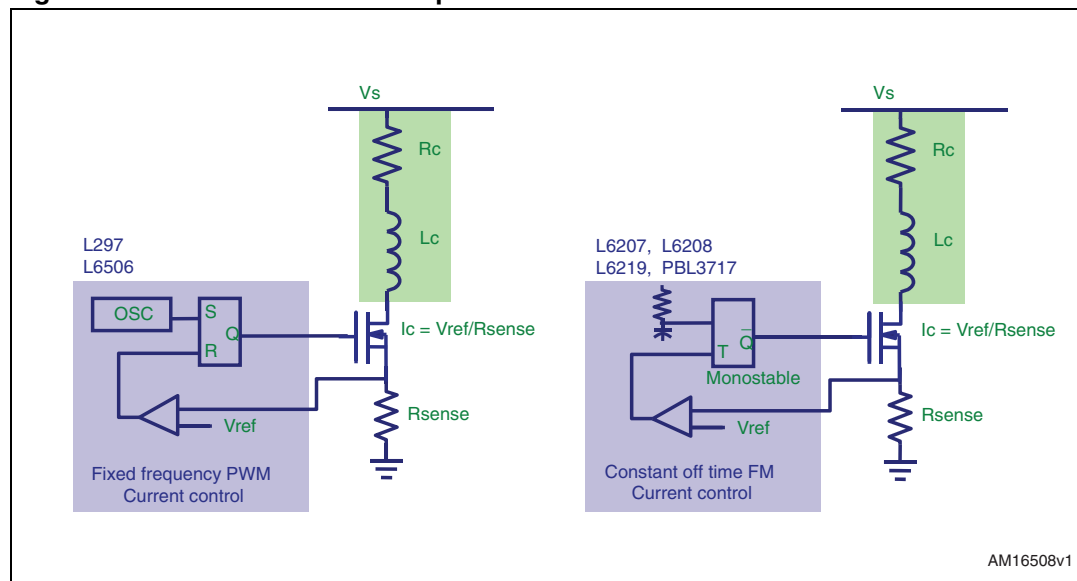 Vs
Rc
Lc
L297
L6506
OSC
S
Q
R
Ic = Vref/Rsense
Rsense
Vref
Fixed frequency PWM
Current control
Vs
Rc
Lc
L6207, L6208
L6219, PBL3717
Q
T
Monostable
Ic = Vref/Rsense
Rsense
Vref
Constant off time FM
Current control
AM16508v1